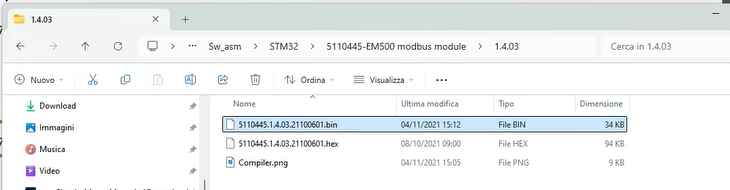 1.4.03
Sw_asm > STM32 > 5110445-EM500 modbus module > 1.4.03
Cerca in 1.4.03
Nuovo
Ordina
Visualizza
Nome Ultima modifica Tipo Dimensione
Download
5110445.1.4.03.21100601.bin 04/11/2021 15:12 File BIN 34 KB
Immagini
5110445.1.4.03.21100601.hex 08/10/2021 09:00 File HEX 94 KB
Musica
Compiler.png 04/11/2021 15:05 File PNG 9 KB
Video